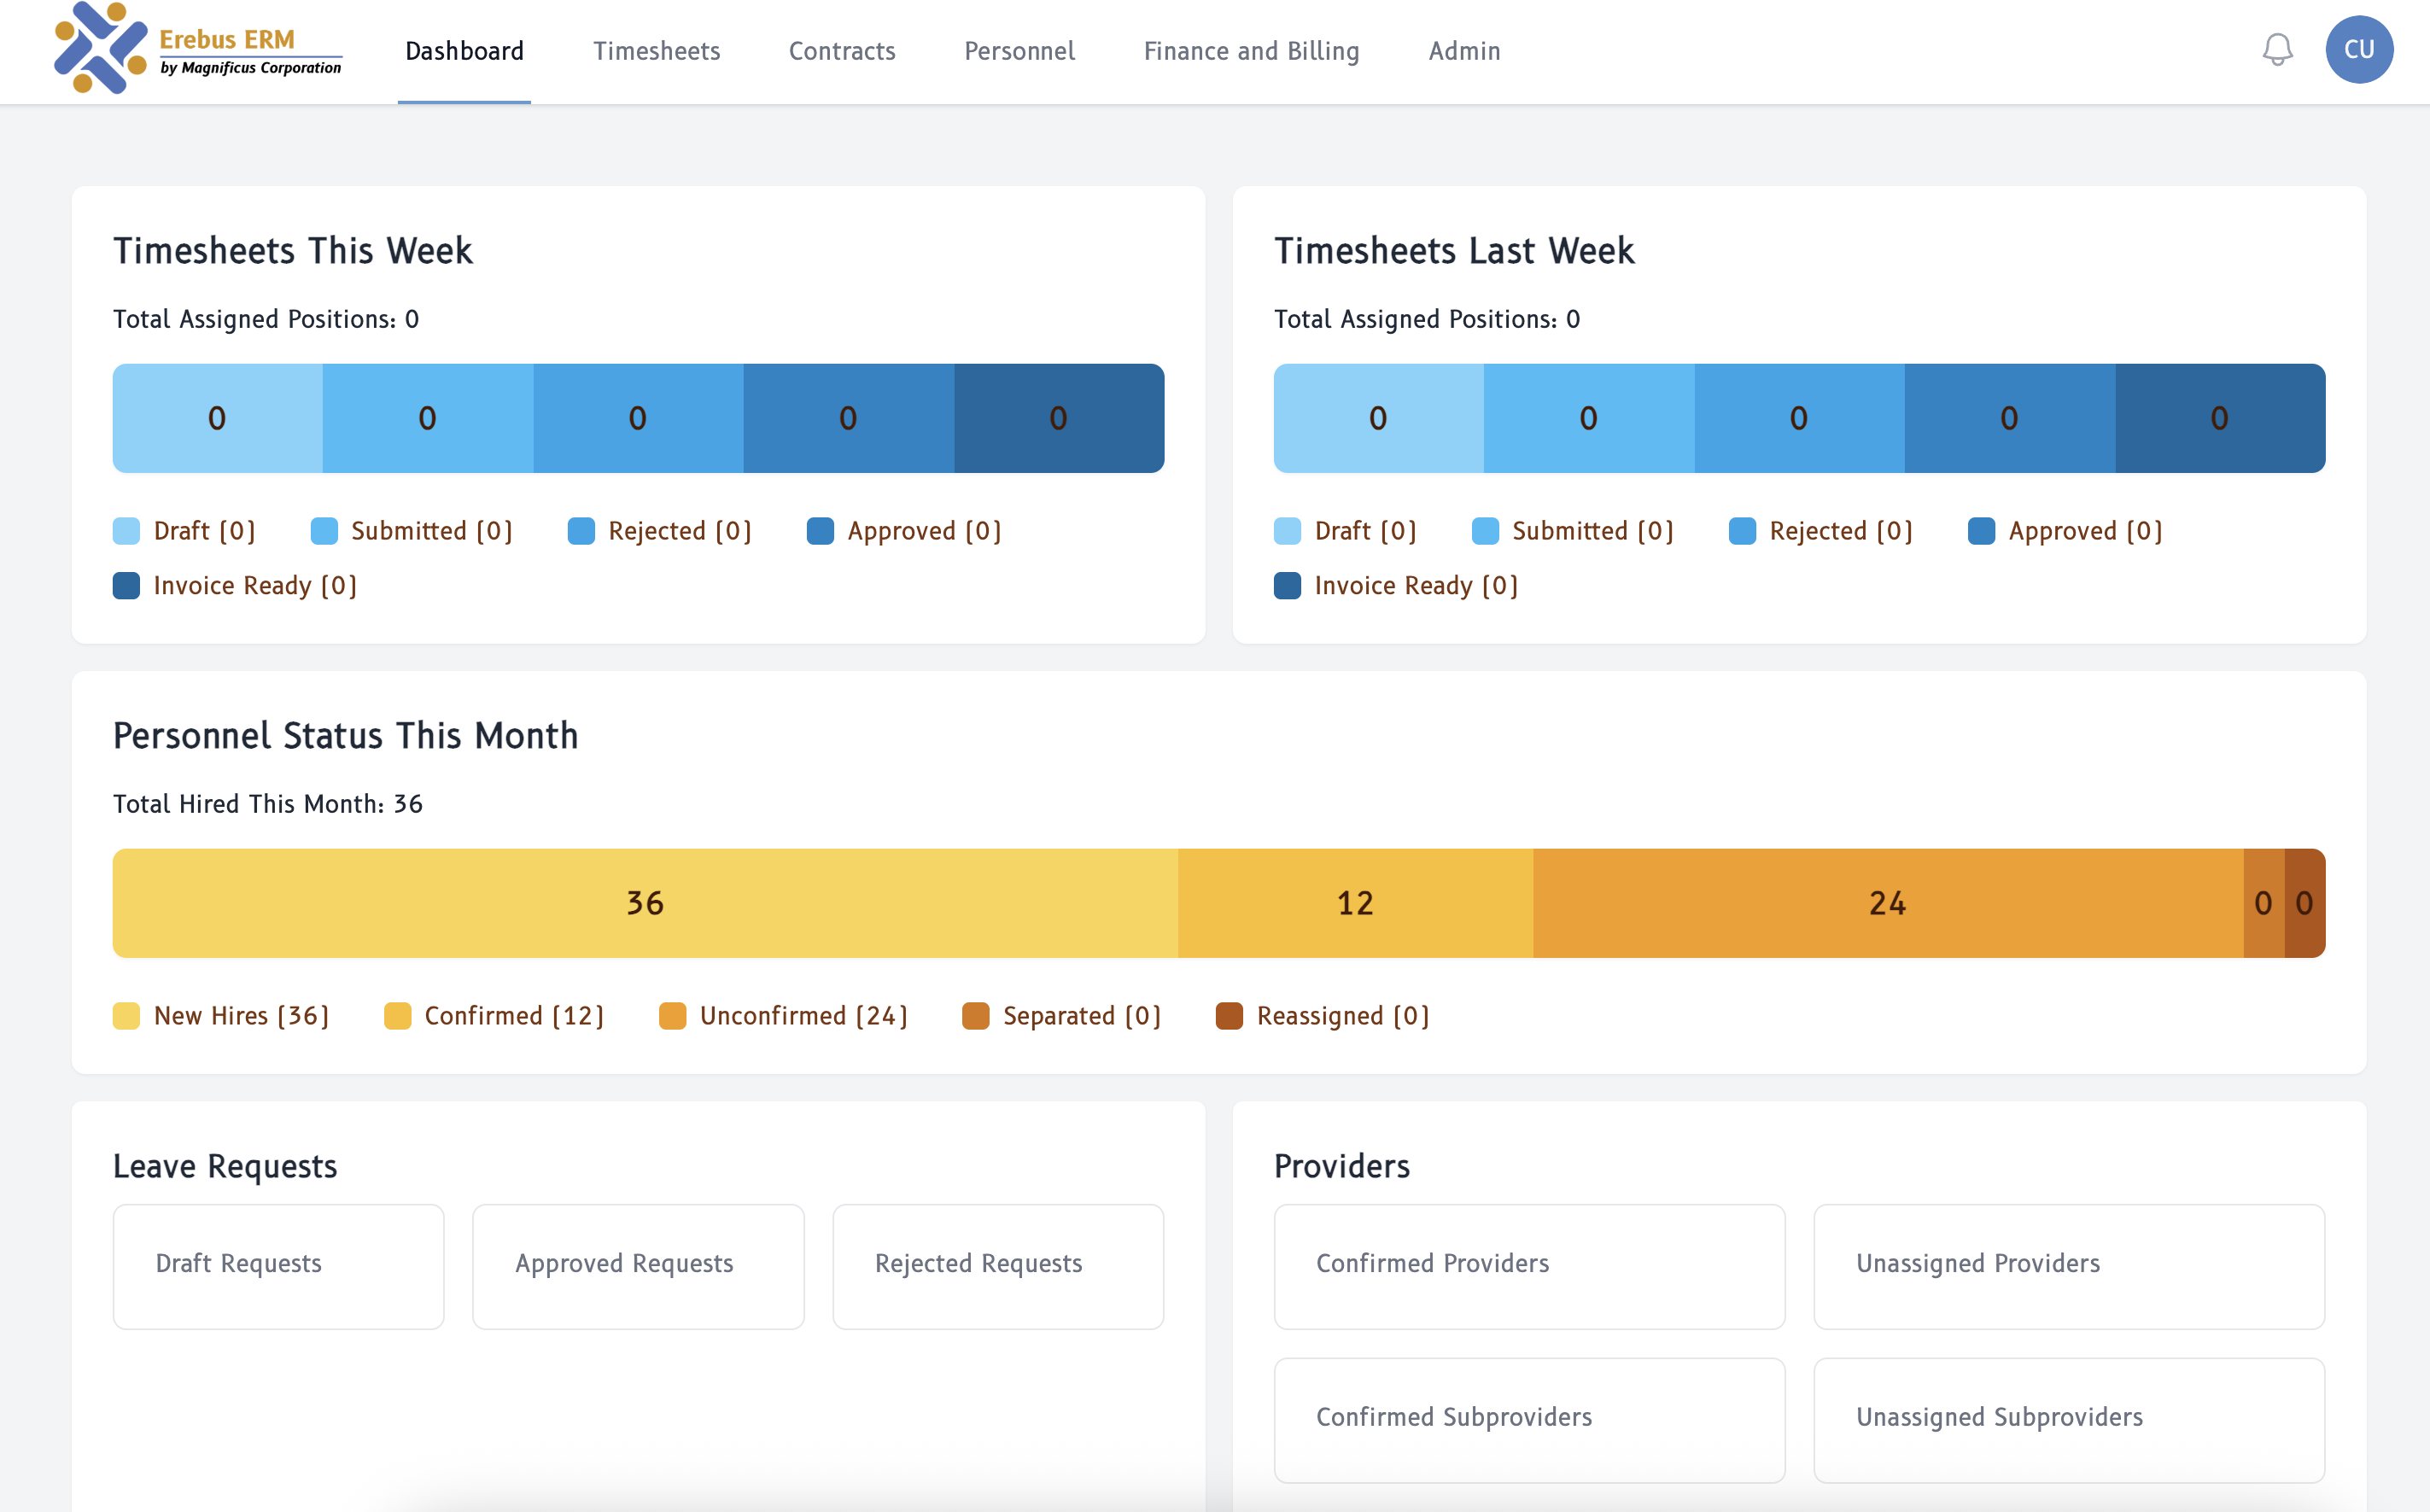 Erebus ERM
by Magnificus Corporation
Dashboard Timesheets Contracts Personnel Finance and Billing Admin CU
Timesheets This Week
Total Assigned Positions: 0
0 0 0 0 0
Draft (0) Submitted (0) Rejected (0) Approved (0)
Invoice Ready (0)
Timesheets Last Week
Total Assigned Positions: 0
0 0 0 0 0
Draft (0) Submitted (0) Rejected (0) Approved (0)
Invoice Ready (0)
Personnel Status This Month
Total Hired This Month: 36
36 12 24 0 0
New Hires (36) Confirmed (12) Unconfirmed (24) Separated (0) Reassigned (0)
Leave Requests
Draft Requests Approved Requests Rejected Requests
Providers
Confirmed Providers Unassigned Providers
Confirmed Subproviders Unassigned Subproviders